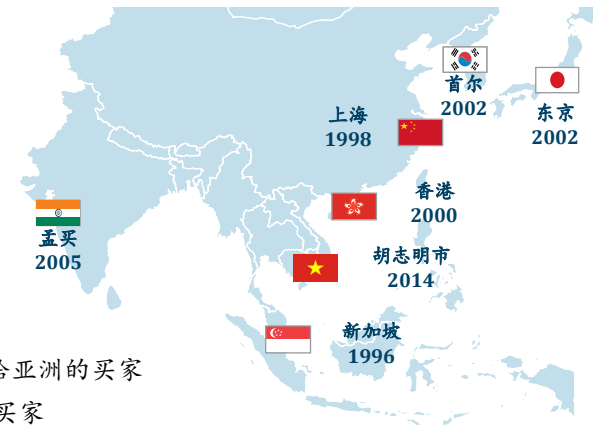 首尔
2002
东京
2002
上海
1998
香港
2000
孟买
2005
胡志明市
2014
新加坡
1996
亚洲的买家
买家